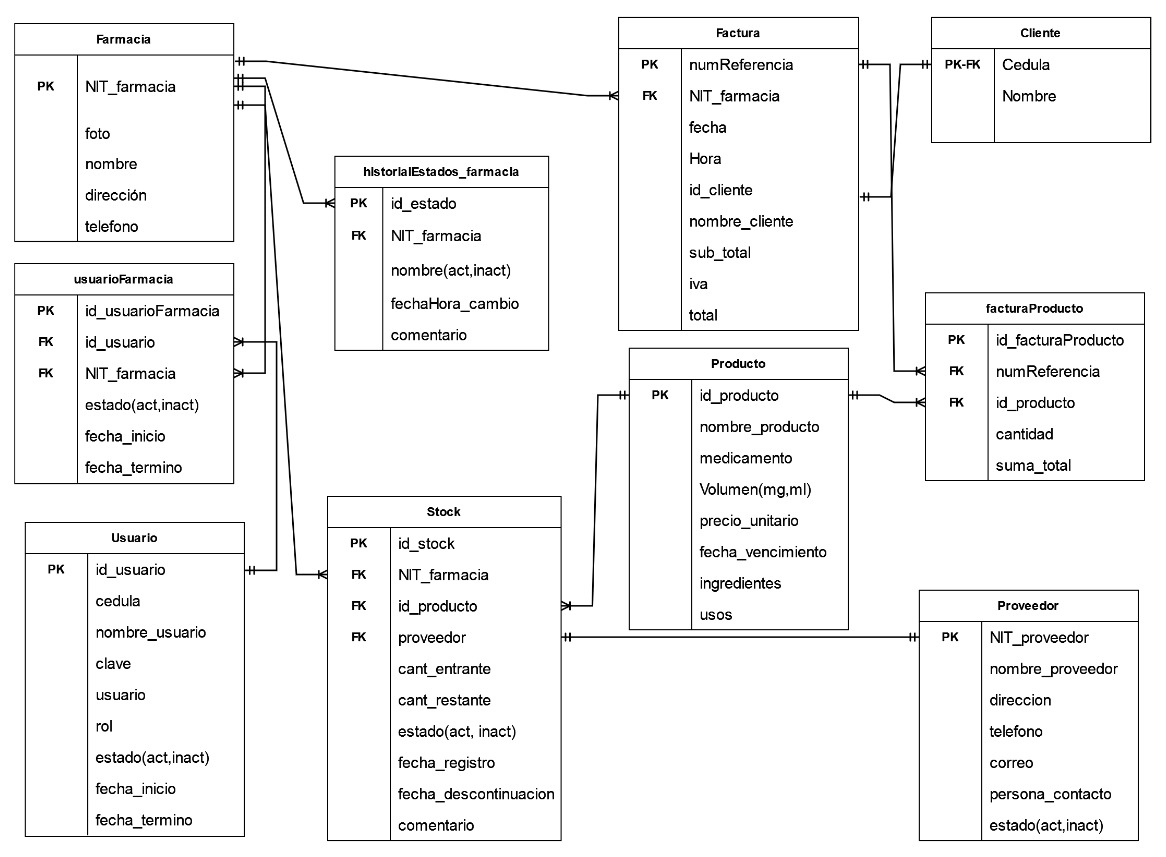 Farmacia
PK NIT_farmacia
foto
nombre
dirección
telefono
Factura
PK numReferencia
FK NIT_farmacia
fecha
Hora
id_cliente
nombre_cliente
sub_total
iva
total
Cliente
PK-FK Cedula
Nombre
historialEstados_farmacia
PK id_estado
FK NIT_farmacia
nombre(act,inact)
fechaHora_cambio
comentario
usuarioFarmacia
PK id_usuarioFarmacia
FK id_usuario
FK NIT_farmacia
estado(act,inact)
fecha_inicio
fecha_termino
facturaProducto
PK id_facturaProducto
FK numReferencia
FK id_producto
cantidad
suma_total
Producto
PK id_producto
nombre_producto
medicamento
Volumen(mg,ml)
precio_unitario
fecha_vencimiento
ingredientes
usos
Usuario
PK id_usuario
cedula
nombre_usuario
clave
usuario
rol
estado(act,inact)
fecha_inicio
fecha_termino
Stock
PK id_stock
FK NIT_farmacia
FK id_producto
FK proveedor
cant_entrante
cant_restante
estado(act, inact)
fecha_registro
fecha_descontinuacion
comentario
Proveedor
PK NIT_proveedor
nombre_proveedor
direccion
telefono
correo
persona_contacto
estado(act,inact)